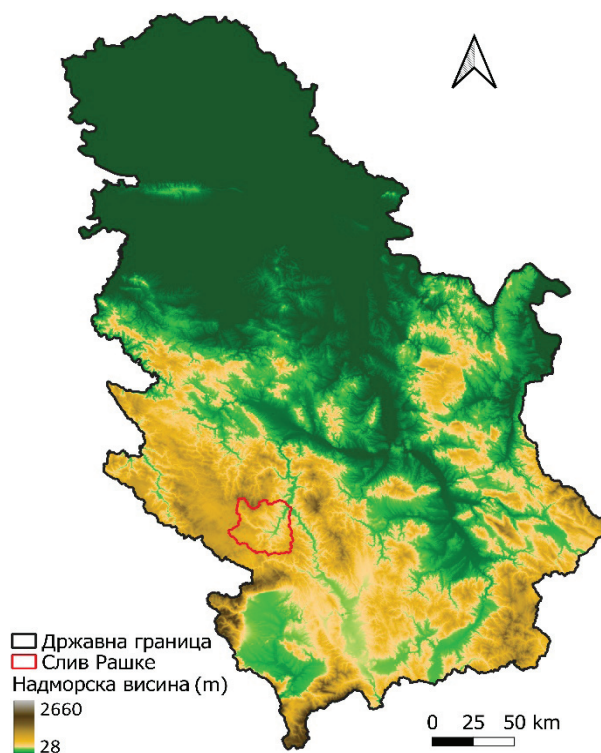 Државна граница
Слив Рашке
Надморска висина (m)
2660
28
0 25 50 km